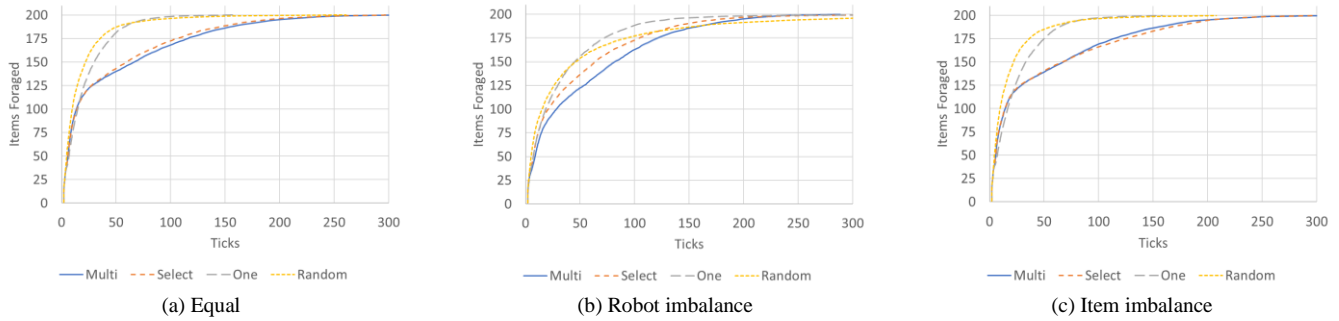 200
175
150
125
100
75
50
25
0
Items Foraged
0 50 100 150 200 250 300
Ticks
Multi Select One Random
(a) Equal
200
175
150
125
100
75
50
25
0
Items Foraged
0 50 100 150 200 250 300
Ticks
Multi Select One Random
(b) Robot imbalance
200
175
150
125
100
75
50
25
0
Items Foraged
0 50 100 150 200 250 300
Ticks
Multi Select One Random
(c) Item imbalance